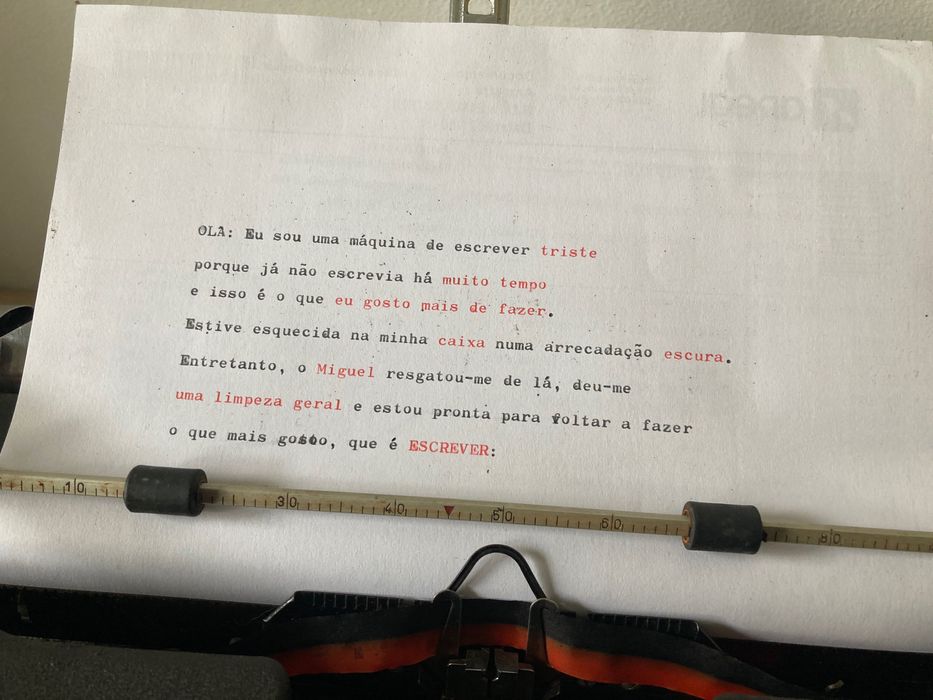 OLA: Eu sou uma máquina de escrever triste
porque já não escrevia há muito tempo
e isso é o que eu gosto mais de fazer.
Estive esquecida na minha caixa numa arrecadação escura.
Entretanto, o Miguel resgatou-me de lá, deu-me
uma limpeza geral e estou pronta para voltar a fazer
o que mais gosto, que é ESCREVER:
10 30 40 50 60 80